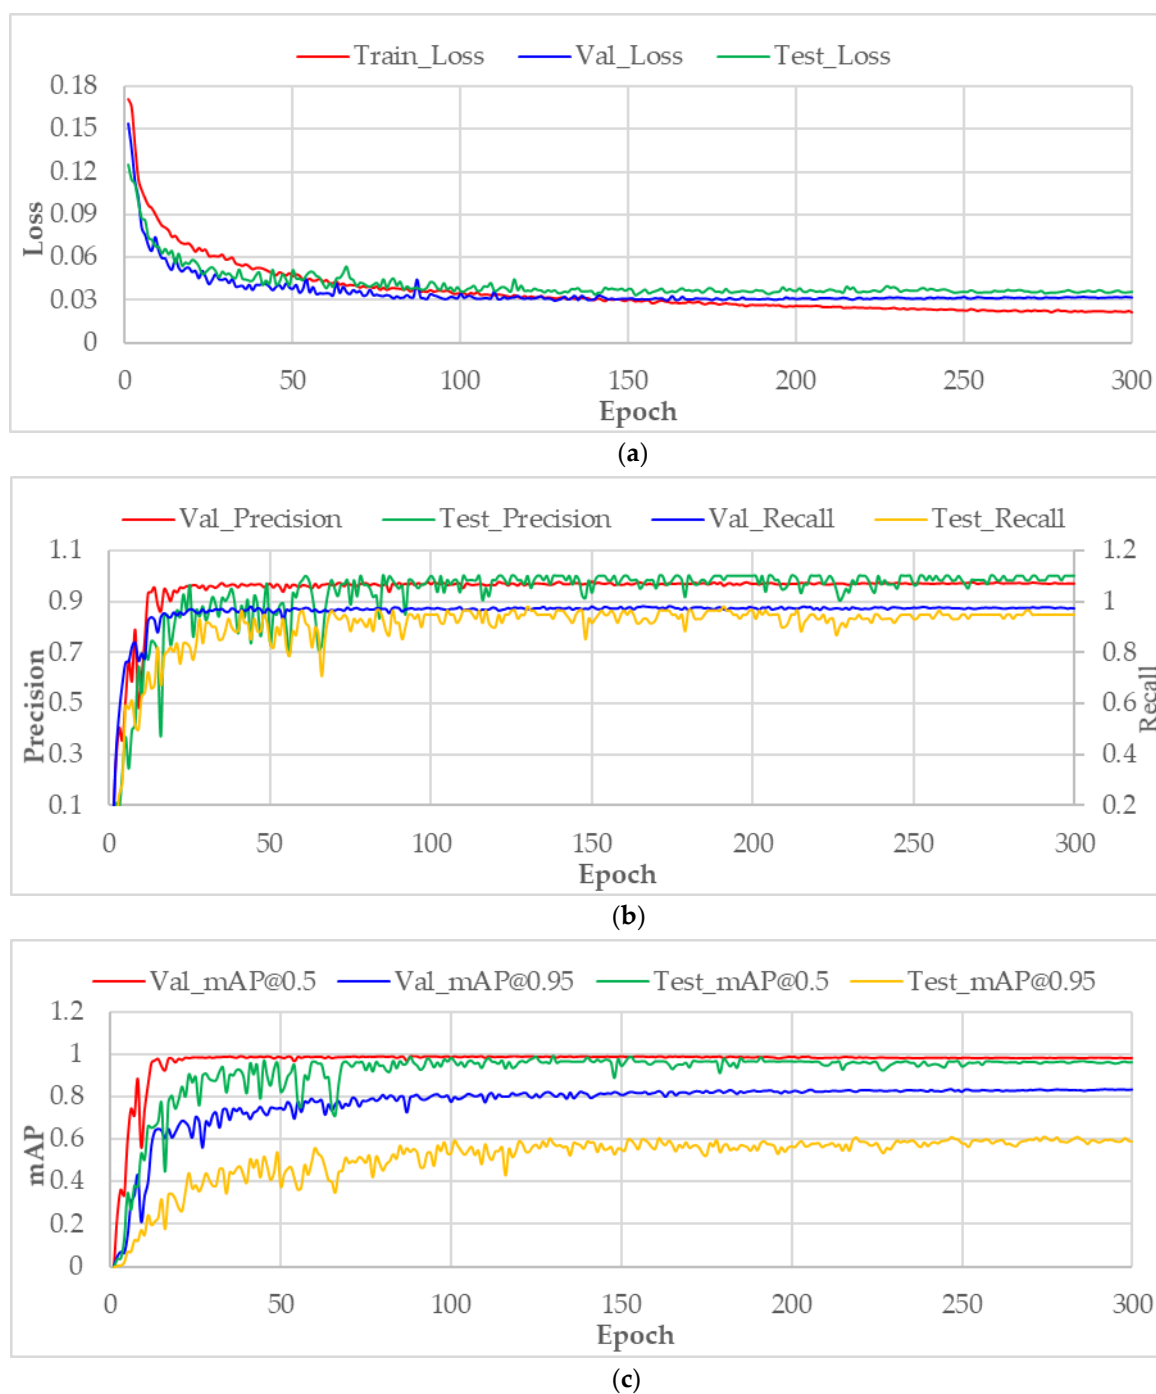 Train_Loss Val_Loss Test_Loss
0.18
0.15
0.12
0.09
0.06
0.03
0
Loss
0 50 100 150 200 250 300
Epoch
(a)
Val_Precision Test_Precision Val_Recall Test_Recall
1.1 1.2
0.9 1
0.7 0.8
0.5 0.6
0.3 0.4
0.1 0.2
Precision
Recall
0 50 100 150 200 250 300
Epoch
(b)
Val_mAP@0.5 Val_mAP@0.95 Test_mAP@0.5 Test_mAP@0.95
1.2
1
0.8
0.6
0.4
0.2
0
mAP
0 50 100 150 200 250 300
Epoch
(c)